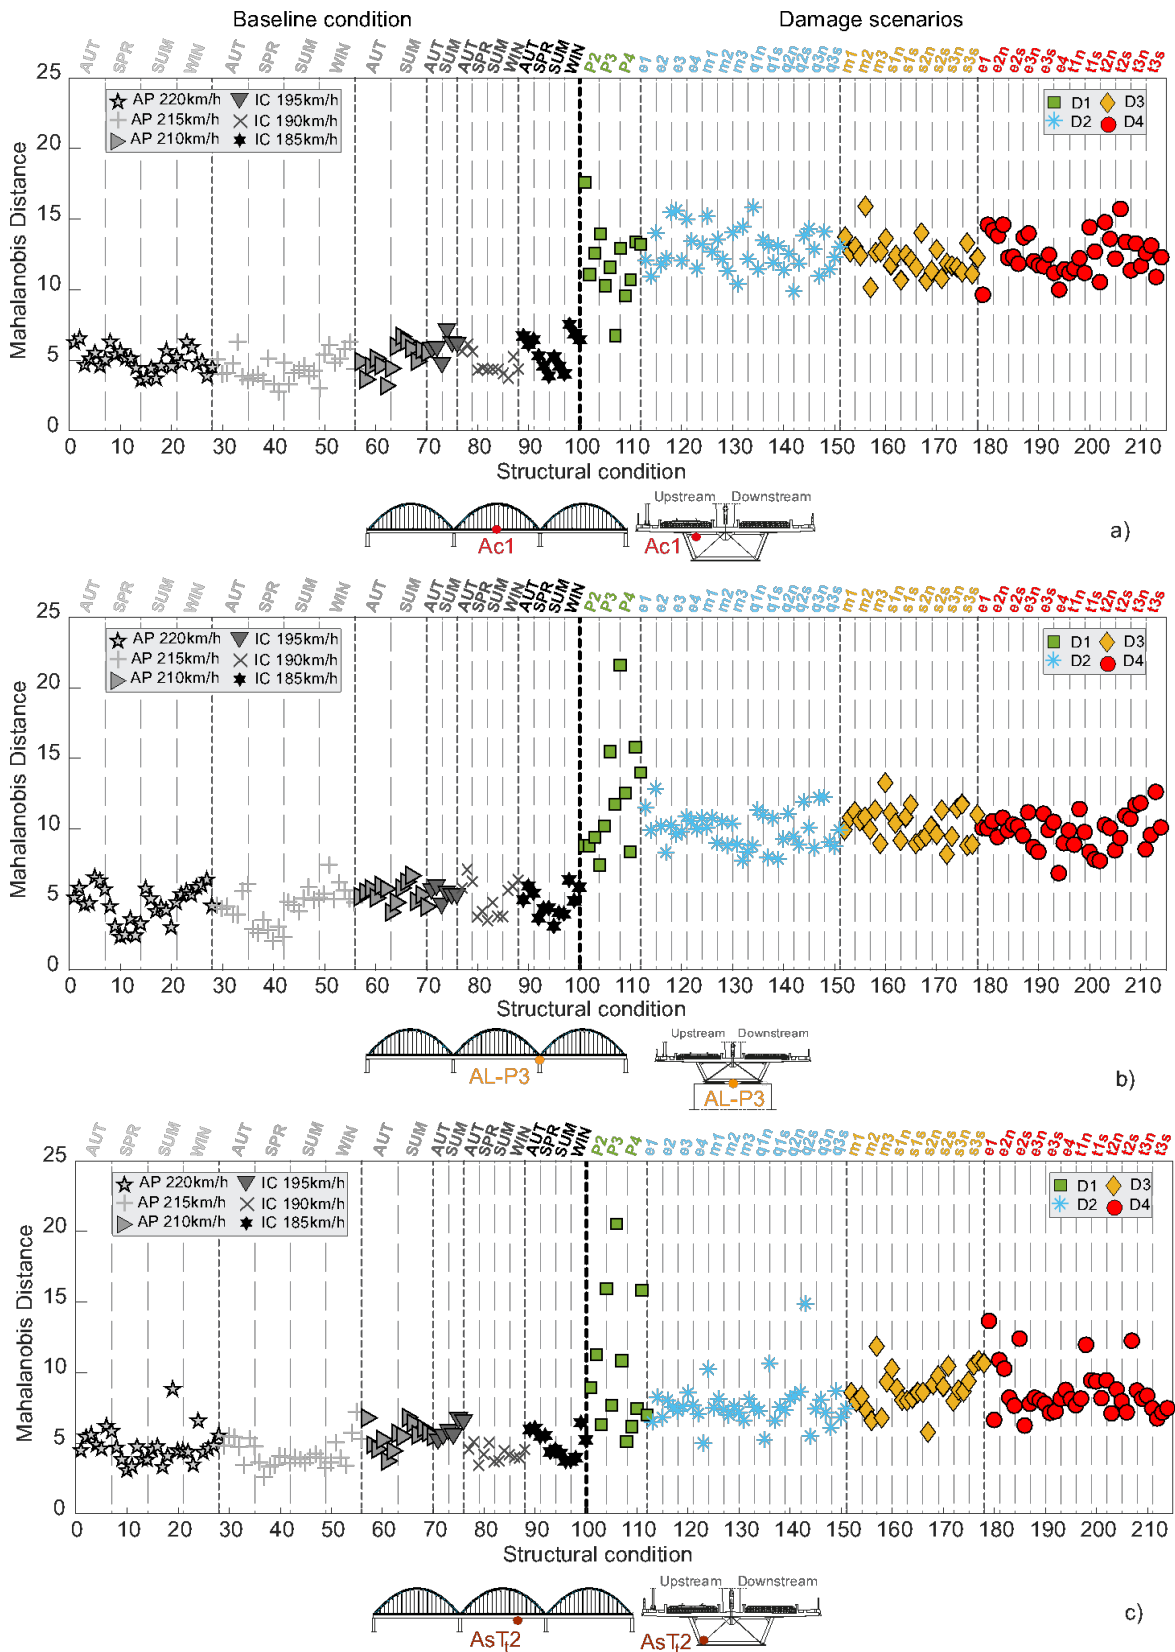 Baseline condition Damage scenarios
AUT SPR SUM WIN AUT SPR SUM WIN AUT SUM AUT SUM AUT SPR SUM WIN AUT SPR SUM WIN P2 P3 P4 e1 e2 e3 e4 m1 m2 m3 q1n q1s q2n q2s q3n q3s m1 m2 m3 s1n s1s s2n s2s s3n s3s e1 e2n e2s e3n e3s e4 t1n t1s t2n t2s t3n t3s
25
AP 220km/h IC 195km/h D1 D3
AP 215km/h IC 190km/h D2 D4
AP 210km/h IC 185km/h
20
15
10
5
0
Mahalanobis Distance
0 10 20 30 40 50 60 70 80 90 100 110 120 130 140 150 160 170 180 190 200 210
Structural condition
Upstream Downstream
Ac1 Ac1
a)
AUT SPR SUM WIN AUT SPR SUM WIN AUT SUM AUT SUM AUT SPR SUM WIN AUT SPR SUM WIN P2 P3 P4 e1 e2 e3 e4 m1 m2 m3 q1n q1s q2n q2s q3n q3s m1 m2 m3 s1n s1s s2n s2s s3n s3s e1 e2n e2s e3n e3s e4 t1n t1s t2n t2s t3n t3s
25
AP 220km/h IC 195km/h D1 D3
AP 215km/h IC 190km/h D2 D4
AP 210km/h IC 185km/h
20
15
10
5
0
Mahalanobis Distance
0 10 20 30 40 50 60 70 80 90 100 110 120 130 140 150 160 170 180 190 200 210
Structural condition
Upstream Downstream
AL-P3 AL-P3
b)
AUT SPR SUM WIN AUT SPR SUM WIN AUT SUM AUT SUM AUT SPR SUM WIN AUT SPR SUM WIN P2 P3 P4 e1 e2 e3 e4 m1 m2 m3 q1n q1s q2n q2s q3n q3s m1 m2 m3 s1n s1s s2n s2s s3n s3s e1 e2n e2s e3n e3s e4 t1n t1s t2n t2s t3n t3s
25
AP 220km/h IC 195km/h D1 D3
AP 215km/h IC 190km/h D2 D4
AP 210km/h IC 185km/h
20
15
10
5
0
Mahalanobis Distance
0 10 20 30 40 50 60 70 80 90 100 110 120 130 140 150 160 170 180 190 200 210
Structural condition
Upstream Downstream
AsTt2 AsTt2
c)